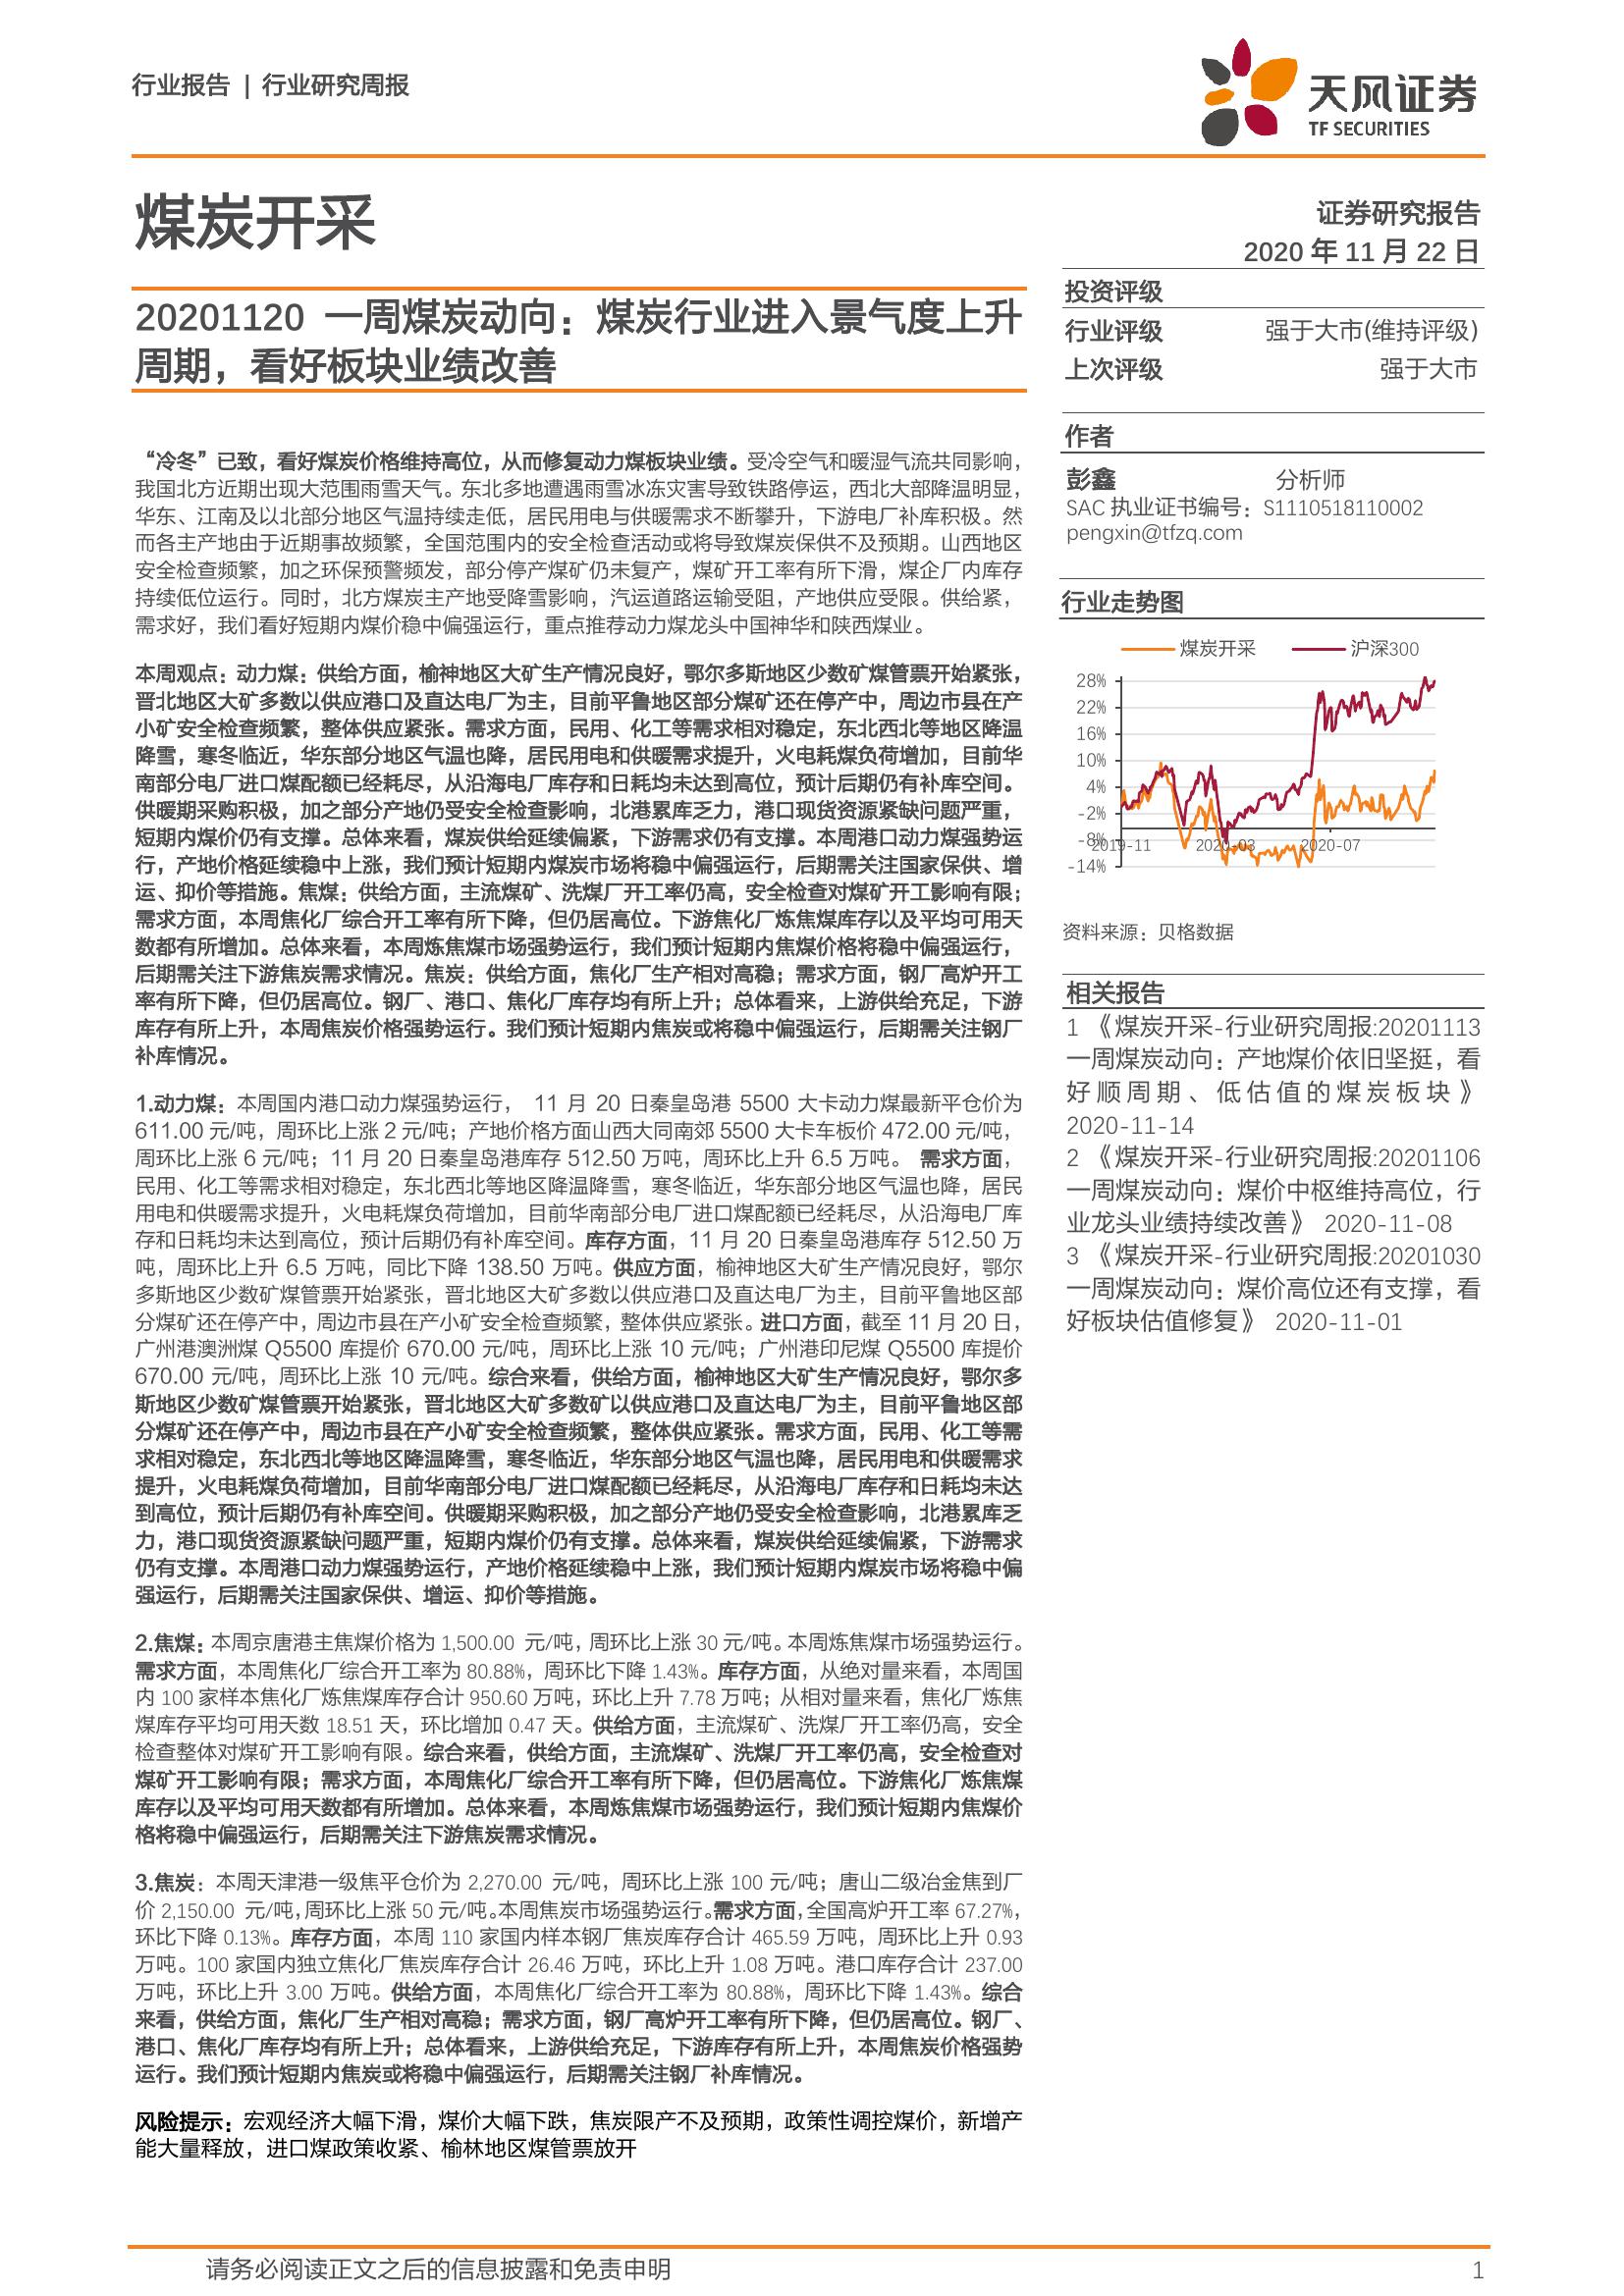 行业报告 | 行业研究周报
天风证券
TF SECURITIES
煤炭开采
证券研究报告
2020 年 11 月 22 日
20201120 一周煤炭动向：煤炭行业进入景气度上升
周期，看好板块业绩改善
“冷冬”已致，看好煤炭价格维持高位，从而修复动力煤板块业绩。受冷空气和暖湿气流共同影响，
我国北方近期出现大范围雨雪天气。东北多地遭遇雨雪冰冻灾害导致铁路停运，西北大部降温明显，
华东、江南及以北部分地区气温持续走低，居民用电与供暖需求不断攀升，下游电厂补库积极。然
而各主产地由于近期事故频繁，全国范围内的安全检查活动或将导致煤炭保供不及预期。山西地区
安全检查频繁，加之环保预警频发，部分停产煤矿仍未复产，煤矿开工率有所下滑，煤企厂内库存
持续低位运行。同时，北方煤炭主产地受降雪影响，汽运道路运输受阻，产地供应受限。供给紧，
需求好，我们看好短期内煤价稳中偏强运行，重点推荐动力煤龙头中国神华和陕西煤业。
本周观点：动力煤：供给方面，榆神地区大矿生产情况良好，鄂尔多斯地区少数矿煤管票开始紧张，
晋北地区大矿多数以供应港口及直达电厂为主，目前平鲁地区部分煤矿还在停产中，周边市县在产
小矿安全检查频繁，整体供应紧张。需求方面，民用、化工等需求相对稳定，东北西北等地区降温
降雪，寒冬临近，华东部分地区气温也降，居民用电和供暖需求提升，火电耗煤负荷增加，目前华
南部分电厂进口煤配额已经耗尽，从沿海电厂库存和日耗均未达到高位，预计后期仍有补库空间。
供暖期采购积极，加之部分产地仍受安全检查影响，北港累库乏力，港口现货资源紧缺问题严重，
短期内煤价仍有支撑。总体来看，煤炭供给延续偏紧，下游需求仍有支撑。本周港口动力煤强势运
行，产地价格延续稳中上涨，我们预计短期内煤炭市场将稳中偏强运行，后期需关注国家保供、增
运、抑价等措施。焦煤：供给方面，主流煤矿、洗煤厂开工率仍高，安全检查对煤矿开工影响有限；
需求方面，本周焦化厂综合开工率有所下降，但仍居高位。下游焦化厂炼焦煤库存以及平均可用天
数都有所增加。总体来看，本周炼焦煤市场强势运行，我们预计短期内焦煤价格将稳中偏强运行，
后期需关注下游焦炭需求情况。焦炭：供给方面，焦化厂生产相对高稳；需求方面，钢厂高炉开工
率有所下降，但仍居高位。钢厂、港口、焦化厂库存均有所上升；总体看来，上游供给充足，下游
库存有所上升，本周焦炭价格强势运行。我们预计短期内焦炭或将稳中偏强运行，后期需关注钢厂
补库情况。
1.动力煤：本周国内港口动力煤强势运行， 11 月 20 日秦皇岛港 5500 大卡动力煤最新平仓价为
611.00 元/吨，周环比上涨 2 元/吨；产地价格方面山西大同南郊 5500 大卡车板价 472.00 元/吨，
周环比上涨 6 元/吨；11 月 20 日秦皇岛港库存 512.50 万吨，周环比上升 6.5 万吨。 需求方面，
民用、化工等需求相对稳定，东北西北等地区降温降雪，寒冬临近，华东部分地区气温也降，居民
用电和供暖需求提升，火电耗煤负荷增加，目前华南部分电厂进口煤配额已经耗尽，从沿海电厂库
存和日耗均未达到高位，预计后期仍有补库空间。库存方面，11 月 20 日秦皇岛港库存 512.50 万
吨，周环比上升 6.5 万吨，同比下降 138.50 万吨。供应方面，榆神地区大矿生产情况良好，鄂尔
多斯地区少数矿煤管票开始紧张，晋北地区大矿多数以供应港口及直达电厂为主，目前平鲁地区部
分煤矿还在停产中，周边市县在产小矿安全检查频繁，整体供应紧张。进口方面，截至 11 月 20 日，
广州港澳洲煤 Q5500 库提价 670.00 元/吨，周环比上涨 10 元/吨；广州港印尼煤 Q5500 库提价
670.00 元/吨，周环比上涨 10 元/吨。综合来看，供给方面，榆神地区大矿生产情况良好，鄂尔多
斯地区少数矿煤管票开始紧张，晋北地区大矿多数矿以供应港口及直达电厂为主，目前平鲁地区部
分煤矿还在停产中，周边市县在产小矿安全检查频繁，整体供应紧张。需求方面，民用、化工等需
求相对稳定，东北西北等地区降温降雪，寒冬临近，华东部分地区气温也降，居民用电和供暖需求
提升，火电耗煤负荷增加，目前华南部分电厂进口煤配额已经耗尽，从沿海电厂库存和日耗均未达
到高位，预计后期仍有补库空间。供暖期采购积极，加之部分产地仍受安全检查影响，北港累库乏
力，港口现货资源紧缺问题严重，短期内煤价仍有支撑。总体来看，煤炭供给延续偏紧，下游需求
仍有支撑。本周港口动力煤强势运行，产地价格延续稳中上涨，我们预计短期内煤炭市场将稳中偏
强运行，后期需关注国家保供、增运、抑价等措施。
2.焦煤：本周京唐港主焦煤价格为 1,500.00 元/吨，周环比上涨 30 元/吨。本周炼焦煤市场强势运行。
需求方面，本周焦化厂综合开工率为 80.88%，周环比下降 1.43%。库存方面，从绝对量来看，本周国
内 100 家样本焦化厂炼焦煤库存合计 950.60 万吨，环比上升 7.78 万吨；从相对量来看，焦化厂炼焦
煤库存平均可用天数 18.51 天，环比增加 0.47 天。供给方面，主流煤矿、洗煤厂开工率仍高，安全
检查整体对煤矿开工影响有限。综合来看，供给方面，主流煤矿、洗煤厂开工率仍高，安全检查对
煤矿开工影响有限；需求方面，本周焦化厂综合开工率有所下降，但仍居高位。下游焦化厂炼焦煤
库存以及平均可用天数都有所增加。总体来看，本周炼焦煤市场强势运行，我们预计短期内焦煤价
格将稳中偏强运行，后期需关注下游焦炭需求情况。
3.焦炭：本周天津港一级焦平仓价为 2,270.00 元/吨，周环比上涨 100 元/吨；唐山二级冶金焦到厂
价 2,150.00 元/吨，周环比上涨 50 元/吨。本周焦炭市场强势运行。需求方面，全国高炉开工率 67.27%，
环比下降 0.13%。库存方面，本周 110 家国内样本钢厂焦炭库存合计 465.59 万吨，周环比上升 0.93
万吨。100 家国内独立焦化厂焦炭库存合计 26.46 万吨，环比上升 1.08 万吨。港口库存合计 237.00
万吨，环比上升 3.00 万吨。供给方面，本周焦化厂综合开工率为 80.88%，周环比下降 1.43%。综合
来看，供给方面，焦化厂生产相对高稳；需求方面，钢厂高炉开工率有所下降，但仍居高位。钢厂、
港口、焦化厂库存均有所上升；总体看来，上游供给充足，下游库存有所上升，本周焦炭价格强势
运行。我们预计短期内焦炭或将稳中偏强运行，后期需关注钢厂补库情况。
风险提示：宏观经济大幅下滑，煤价大幅下跌，焦炭限产不及预期，政策性调控煤价，新增产
能大量释放，进口煤政策收紧、榆林地区煤管票放开
投资评级
行业评级 强于大市(维持评级)
上次评级 强于大市
作者
彭鑫 分析师
SAC 执业证书编号：S1110518110002
pengxin@tfzq.com
行业走势图
煤炭开采 沪深300
28%
22%
16%
10%
4%
-2%
-8%
-14%
2019-11 2020-03 2020-07
资料来源：贝格数据
相关报告
1 《煤炭开采-行业研究周报:20201113
一周煤炭动向：产地煤价依旧坚挺，看
好顺周期、低估值的煤炭板块》
2020-11-14
2 《煤炭开采-行业研究周报:20201106
一周煤炭动向：煤价中枢维持高位，行
业龙头业绩持续改善》 2020-11-08
3 《煤炭开采-行业研究周报:20201030
一周煤炭动向：煤价高位还有支撑，看
好板块估值修复》 2020-11-01
请务必阅读正文之后的信息披露和免责申明 1